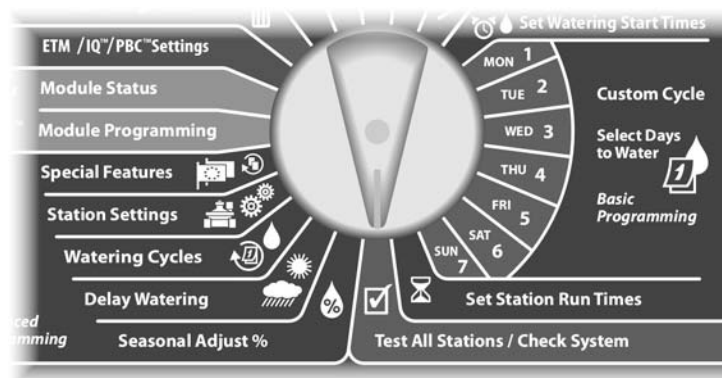 Set Watering Start Times
ETM / IQ™/PBC™Settings
MON 1
Module Status
TUE 2
Custom Cycle
Module Programming
WED 3
Select Days
to Water
Special Features
THU 4
1
Station Settings
FRI 5
Basic
Programming
Watering Cycles
1
SAT 6
SUN 7
Delay Watering
Set Station Run Times
%
Seasonal Adjust %
Test All Stations / Check System